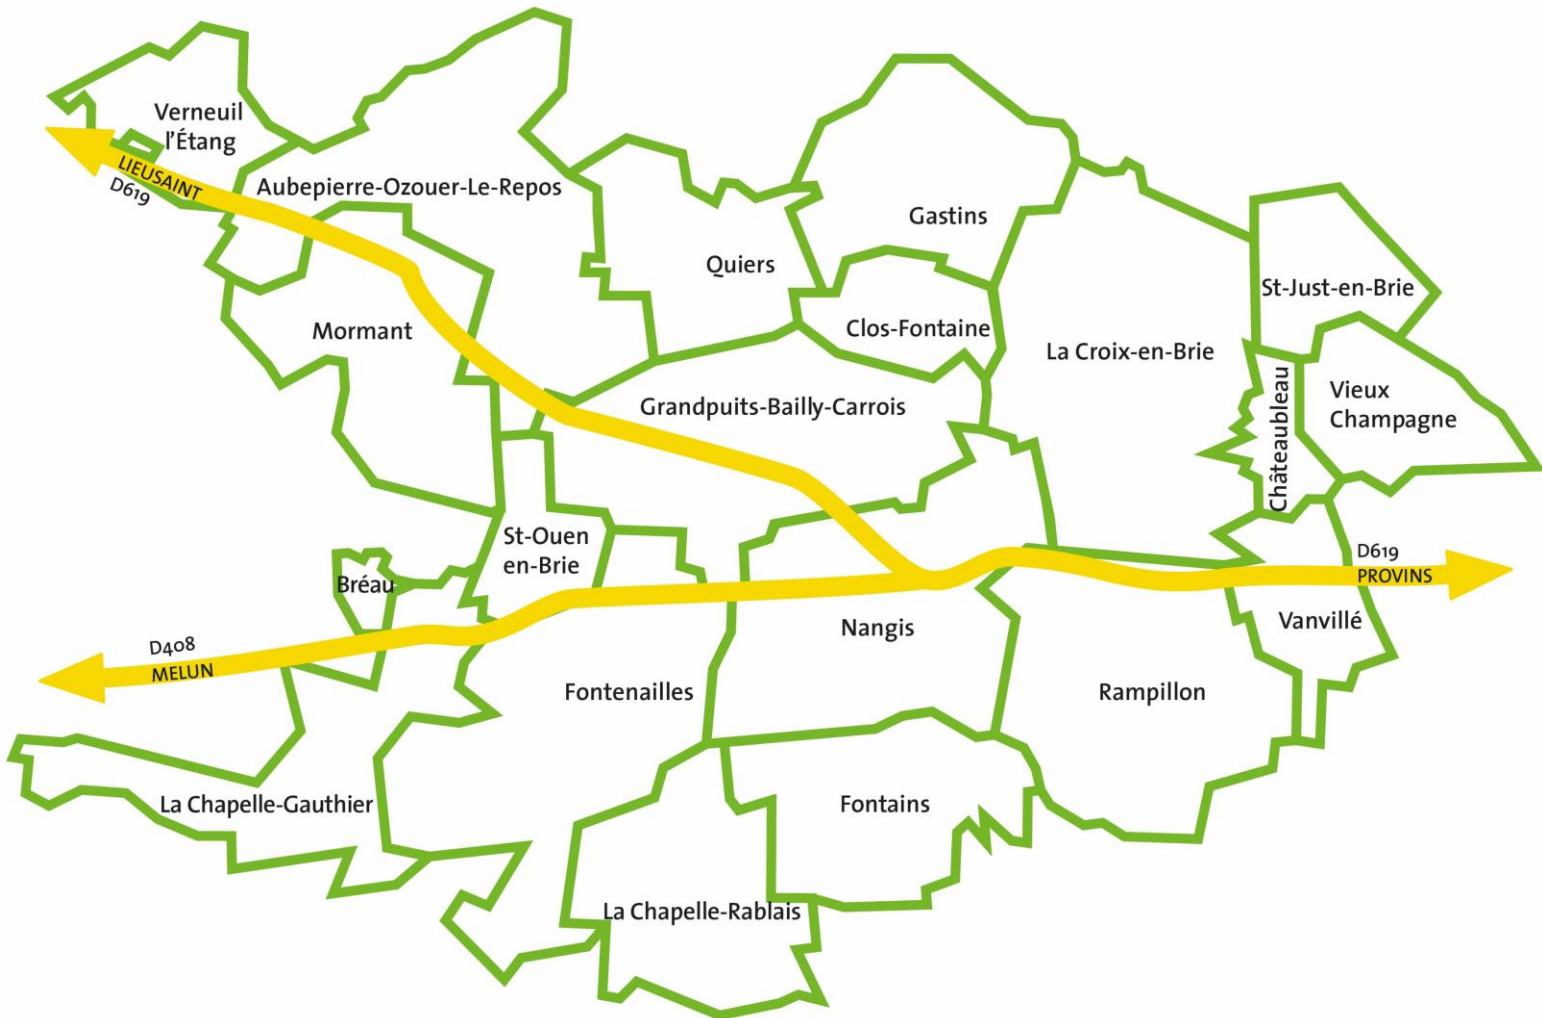 Verneuil
l'Étang
LIEUSAINT
D619
Aubepierre-Ozouer-Le-Repos
Gastins
Quiers
St-Just-en-Brie
Mormant
Clos-Fontaine
La Croix-en-Brie
Grandpuits-Bailly-Carrois
Châteaubleau
Vieux
Champagne
St-Ouen
en-Brie
Bréau
D619
PROVINS
Nangis
Vanvillé
D408
MELUN
Fontenailles
Rampillon
La Chapelle-Gauthier
Fontains
La Chapelle-Rablais